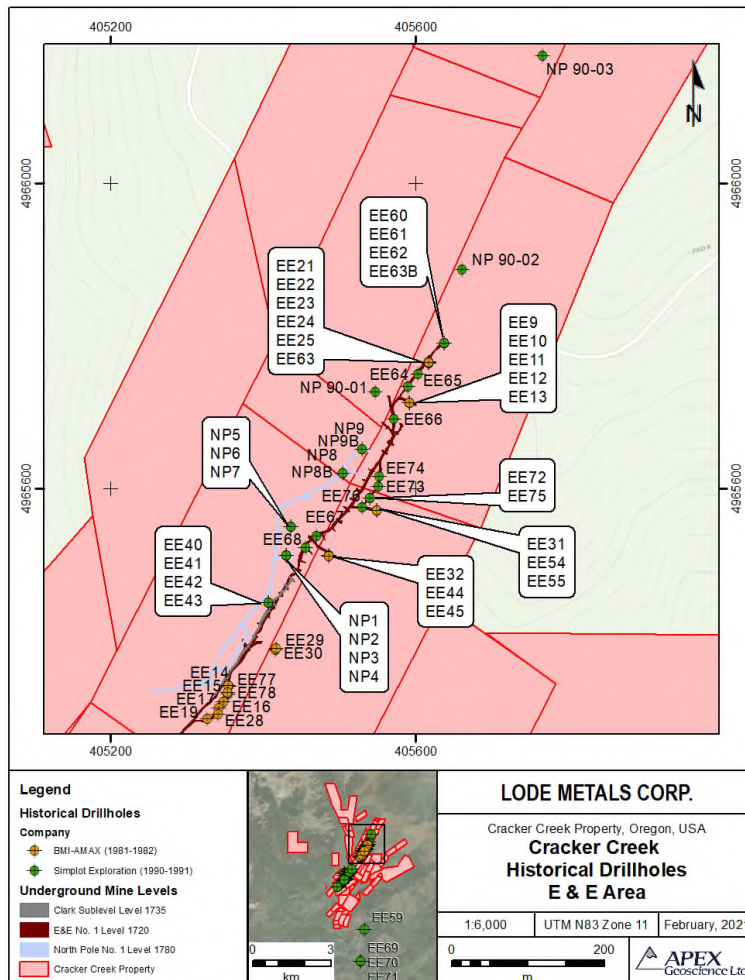 405200
405600
NP 90-03
N
4966000
4966000
EE60
EE61
EE62
EE63B
NP 90-02
EE21
EE22
EE23
EE24
EE25
EE63
EE9
EE10
EE11
EE12
EE13
EE64
EE65
NP 90-01
EE66
NP9
NP9B
NP8
NP8B
NP5
NP6
NP7
EE74
EE73
EE72
EE75
4965600
4965600
EE76
EE67
EE68
EE31
EE54
EE55
EE40
EE41
EE42
EE43
EE32
EE44
EE45
NP1
NP2
NP3
NP4
EE29
EE30
EE14
EE77
EE15
EE78
EE17
EE16
EE19
EE28
405200
405600
Legend
Historical Drillholes
Company
BMI-AMAX (1981-1982)
Simplot Exploration (1990-1991)
Underground Mine Levels
Clark Sublevel Level 1735
E&E No. 1 Level 1720
North Pole No. 1 Level 1780
Cracker Creek Property
EE59
EE69
EE70
EE71
0 3
km
LODE METALS CORP.
Cracker Creek Property, Oregon, USA
Cracker Creek
Historical Drillholes
E & E Area
1:6,000 UTM N83 Zone 11 February, 2021
0 200
m
APEX
Geoscience Ltd